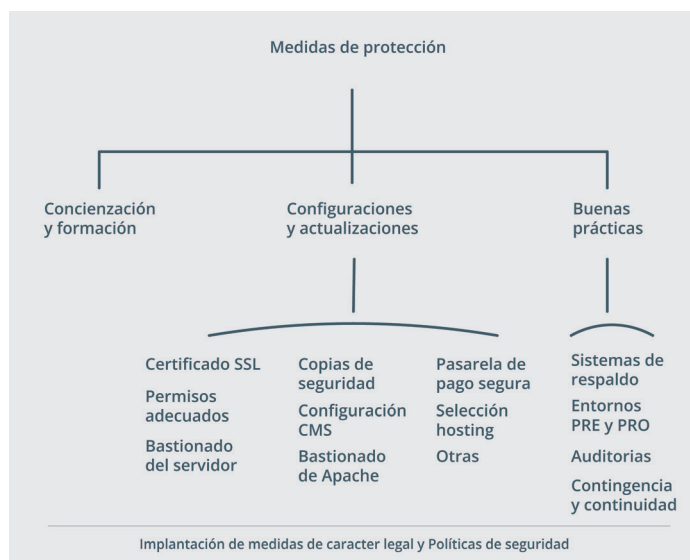 Medidas de protección
Concienzación
y formación
Configuraciones
y actualizaciones
Buenas
prácticas
Certificado SSL
Permisos
adecuados
Bastionado
del servidor
Copias de
seguridad
Configuración
CMS
Bastionado
de Apache
Pasarela de
pago segura
Selección
hosting
Otras
Sistemas de
respaldo
Entornos
PRE y PRO
Auditorias
Contingencia
y continuidad
Implantación de medidas de caracter legal y Políticas de seguridad